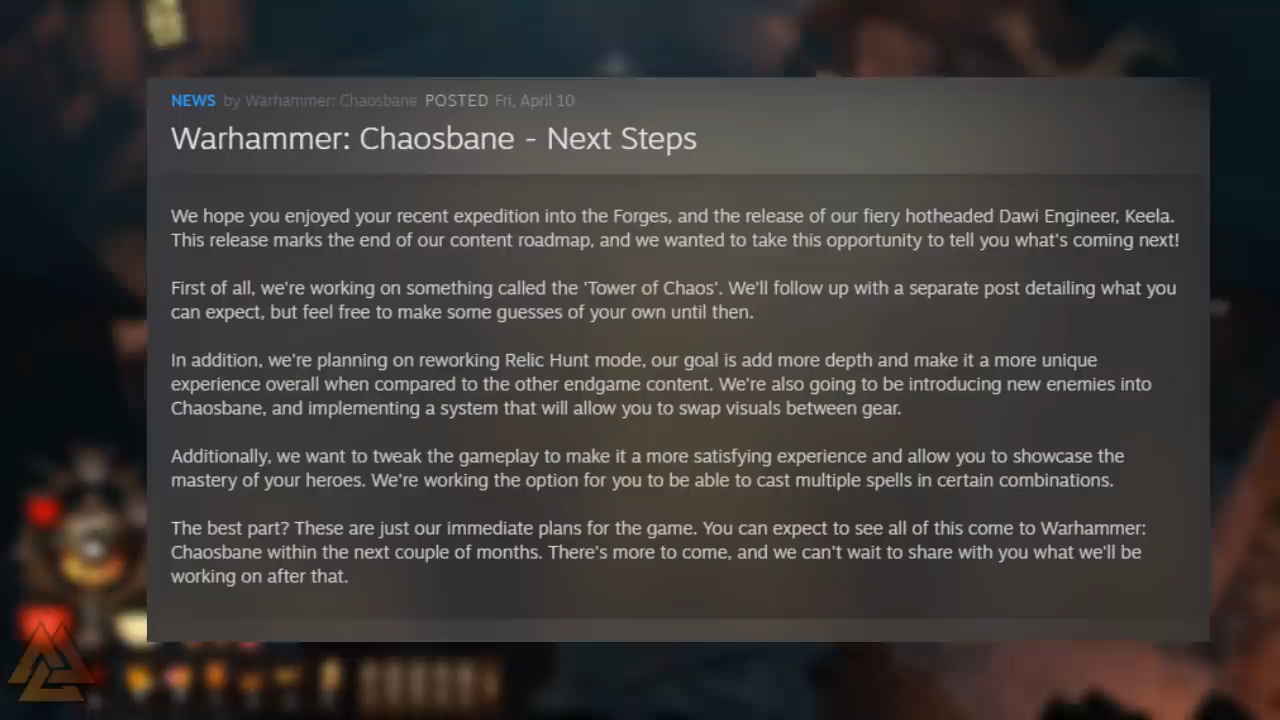 NEWS by Warhammer: Chaosbane POSTED Fri, April 10
Warhammer: Chaosbane - Next Steps
We hope you enjoyed your recent expedition into the Forges, and the release of our fiery hotheaded Dawi Engineer, Keela.
This release marks the end of our content roadmap, and we wanted to take this opportunity to tell you what's coming next!
First of all, we're working on something called the 'Tower of Chaos'. We'll follow up with a separate post detailing what you
can expect, but feel free to make some guesses of your own until then.
In addition, we're planning on reworking Relic Hunt mode, our goal is add more depth and make it a more unique
experience overall when compared to the other endgame content. We're also going to be introducing new enemies into
Chaosbane, and implementing a system that will allow you to swap visuals between gear.
Additionally, we want to tweak the gameplay to make it a more satisfying experience and allow you to showcase the
mastery of your heroes. We're working the option for you to be able to cast multiple spells in certain combinations.
The best part? These are just our immediate plans for the game. You can expect to see all of this come to Warhammer:
Chaosbane within the next couple of months. There's more to come, and we can't wait to share with you what we'll be
working on after that.